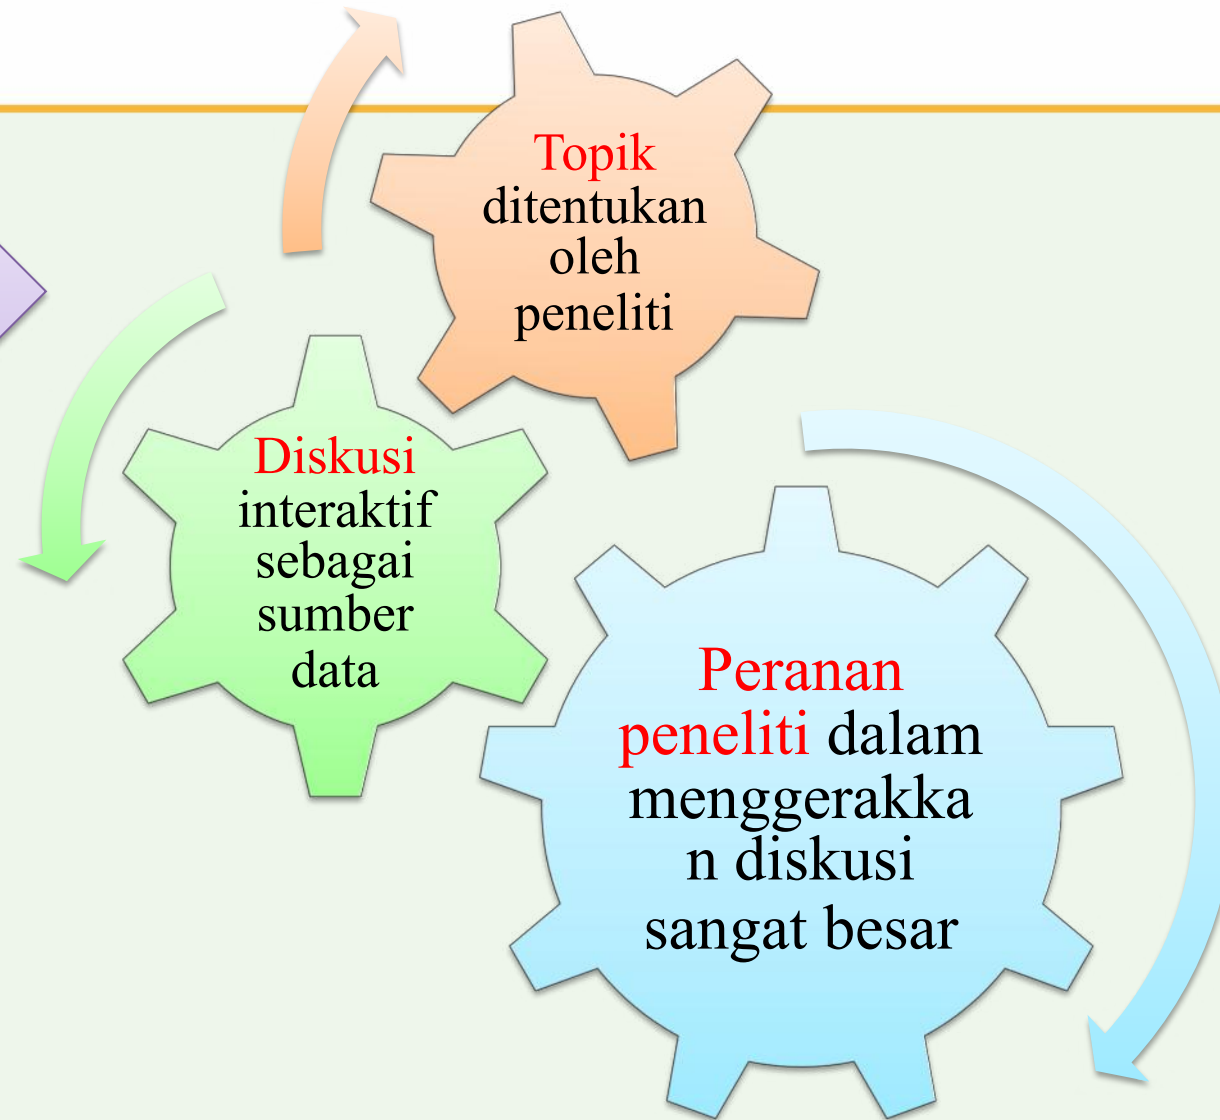 Topik
ditentukan
oleh
peneliti
Diskusi
interaktif
sebagai
sumber
data
Peranan
peneliti dalam
menggerakka
n diskusi
sangat besar